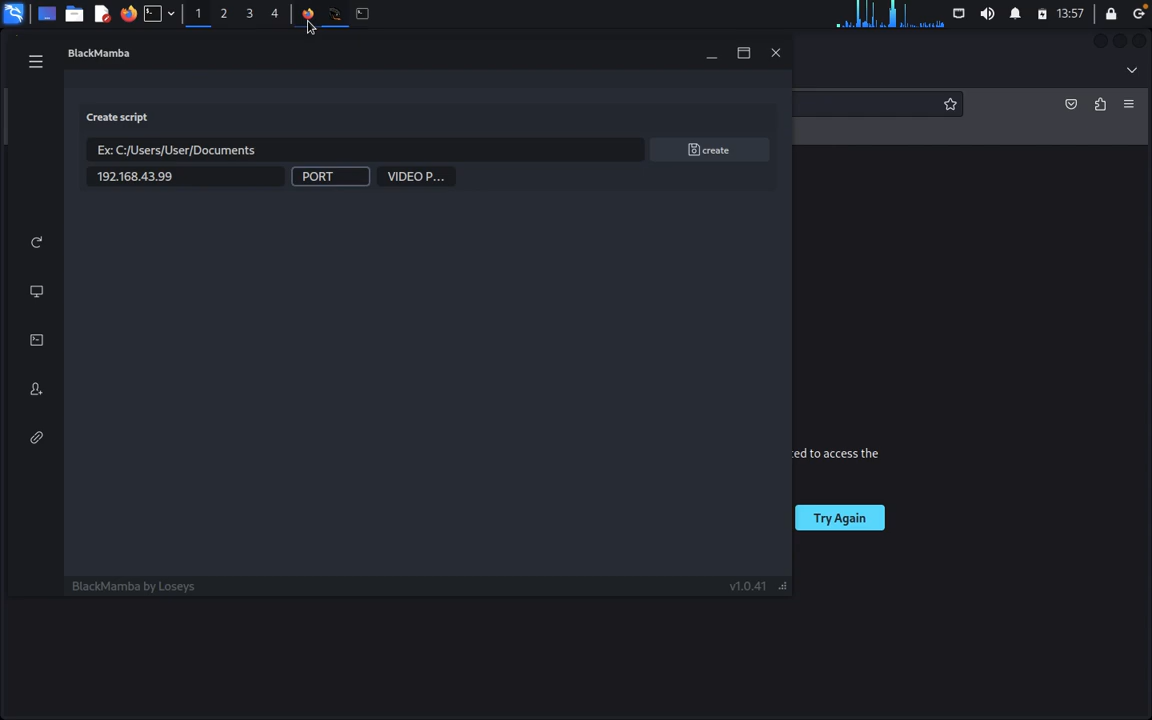 1 2 3 4 13:57
BlackMamba
Create script
Ex: C:/Users/User/Documents create
192.168.43.99 PORT VIDEO P...
ted to access the
Try Again
BlackMamba by Loseys v1.0.41